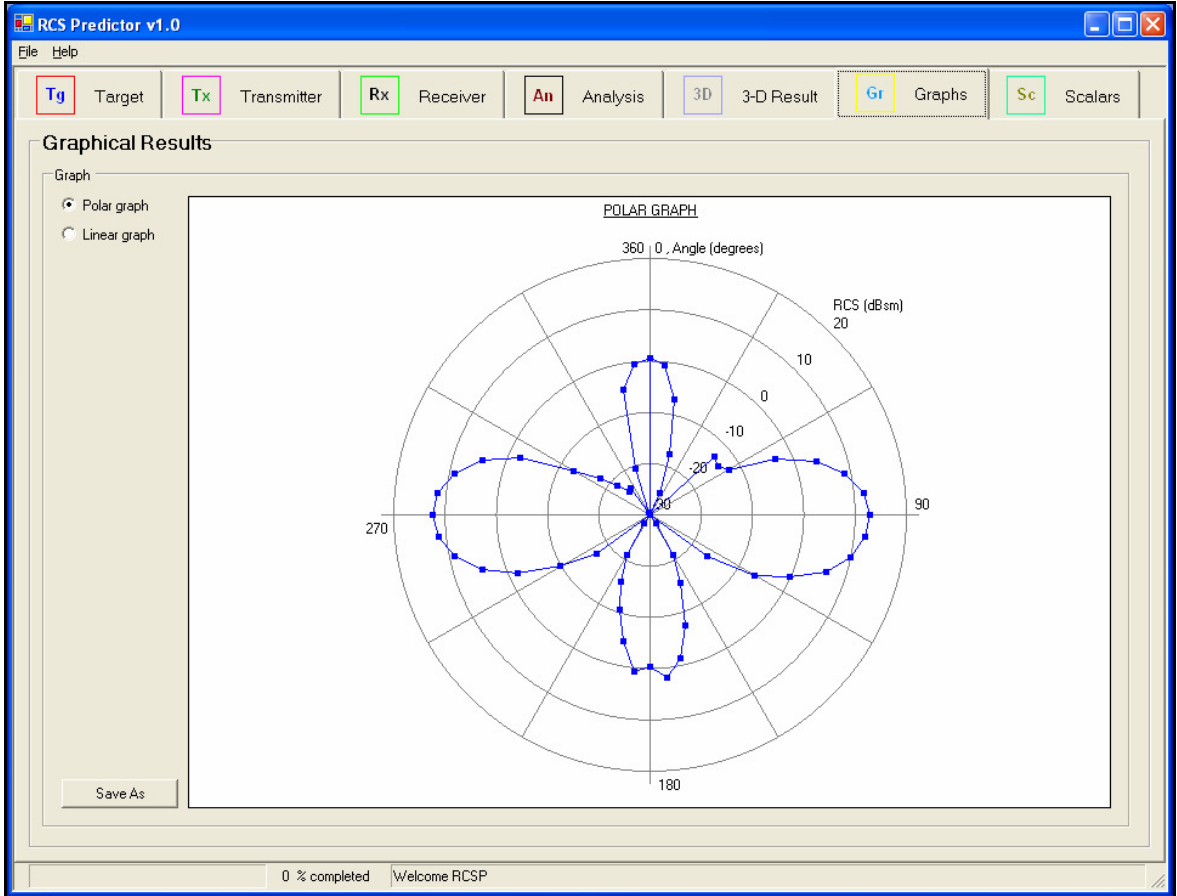 RCS Predictor v1.0
File Help
Tg Target Tx Transmitter Rx Receiver An Analysis 3D 3-D Result Gr Graphs Sc Scalars
Graphical Results
Graph
Polar graph
Linear graph
POLAR GRAPH
360 0 , Angle (degrees)
RCS (dBsm)
20
10
0
-10
-20
-30
90
270
180
Save As
0 % completed Welcome RCSP